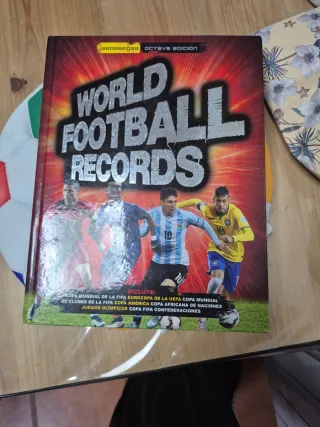 OCTAVA EDICIÓN
WORLD
FOOTBALL
RECORDS
10
INCLUYE:
COPA MUNDIAL DE LA FIFA EUROCOPA DE LA UEFA COPA MUNDIAL
DE CLUBES DE LA FIFA COPA AMÉRICA COPA AFRICANA DE NACIONES
JUEGOS OLÍMPICOS COPA FIFA CONFEDERACIONES